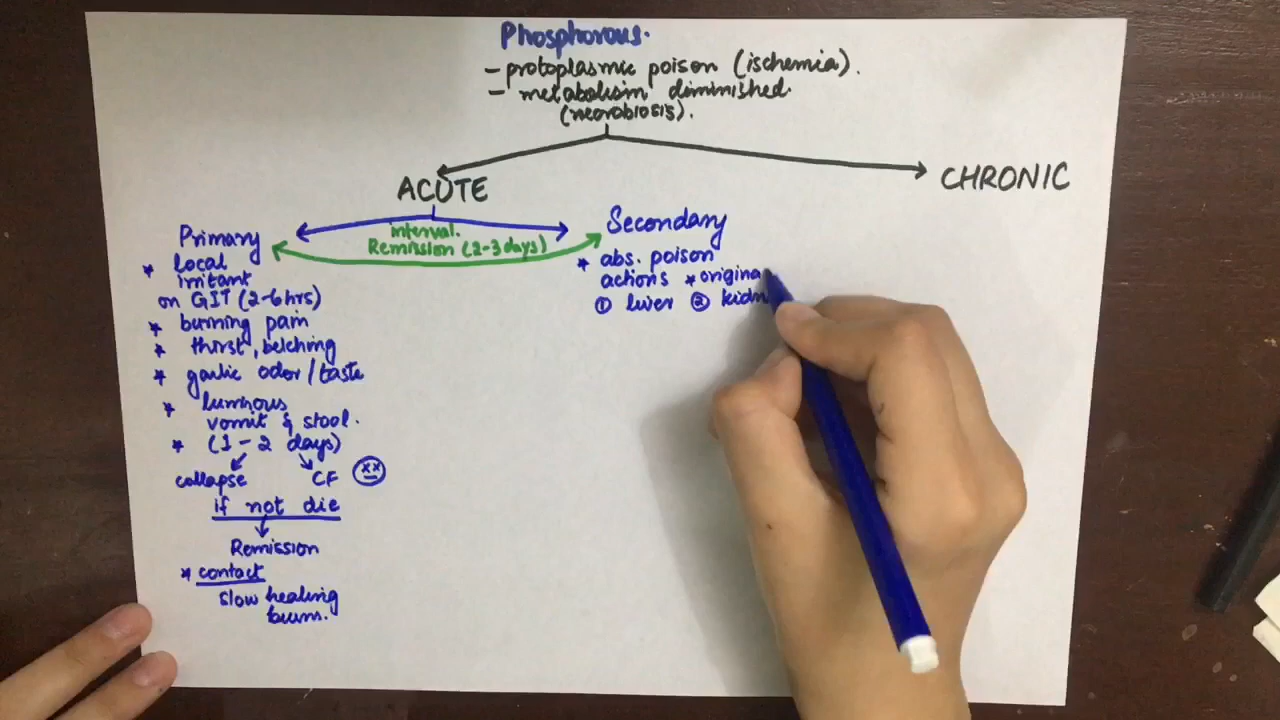 Phosphorous.
- protoplasmic poison (ischemia).
- metabolism diminished.
(necrobiosis).
ACUTE
CHRONIC
interval.
Remission (2-3 days)
Primary
* local
irritant
on GIT (2-6 hrs)
* burning pain
* thirst, belching
* garlic odor / taste
* luminous
vomit & stool.
* (1 - 2 days)
collapse CF
if not die
Remission
* contact
slow healing
burns.
Secondary
* abs. poison
actions * origina
① liver ② kidn